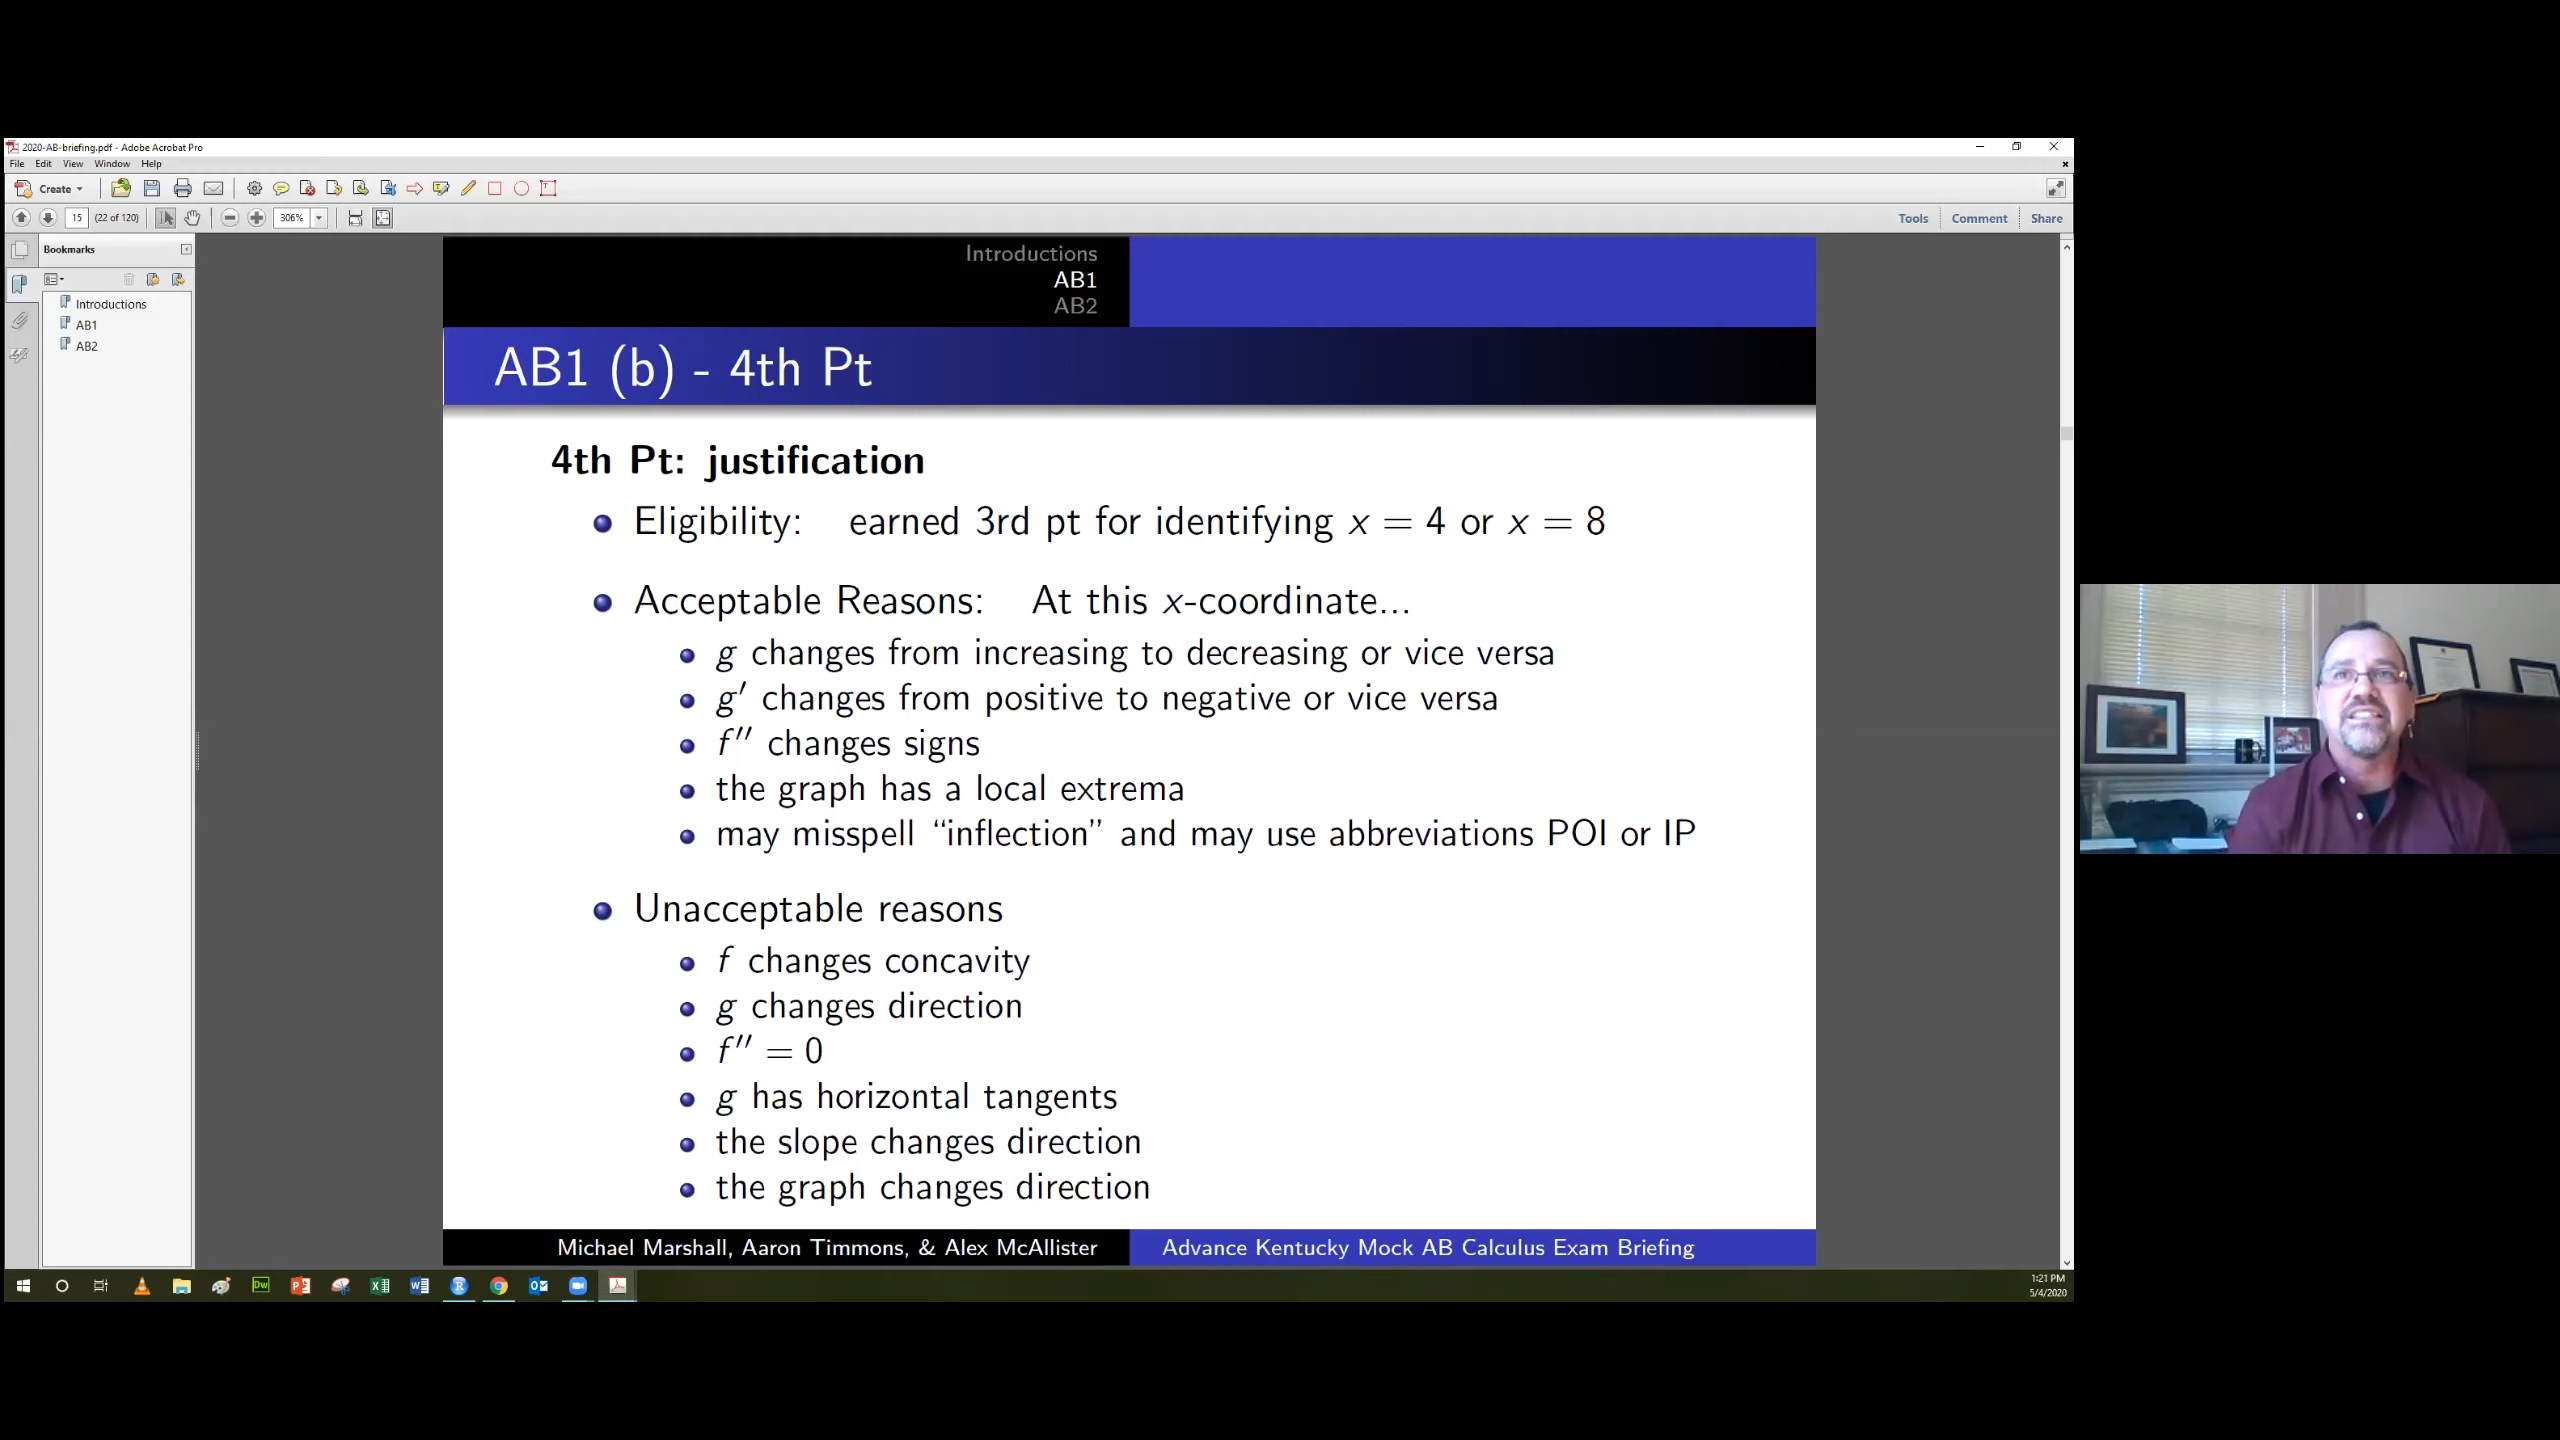 2020-AB-briefing.pdf - Adobe Acrobat Pro
File Edit View Window Help
Create
15 (22 of 120) 306% Tools Comment Share
Bookmarks
Introductions
AB1
AB2
Introductions
AB1
AB2
AB1 (b) - 4th Pt
4th Pt: justification
Eligibility: earned 3rd pt for identifying x = 4 or x = 8
Acceptable Reasons: At this x-coordinate...
g changes from increasing to decreasing or vice versa
g′ changes from positive to negative or vice versa
f″ changes signs
the graph has a local extrema
may misspell “inflection” and may use abbreviations POI or IP
Unacceptable reasons
f changes concavity
g changes direction
f″ = 0
g has horizontal tangents
the slope changes direction
the graph changes direction
Michael Marshall, Aaron Timmons, & Alex McAllister Advance Kentucky Mock AB Calculus Exam Briefing
1:21 PM
5/4/2020